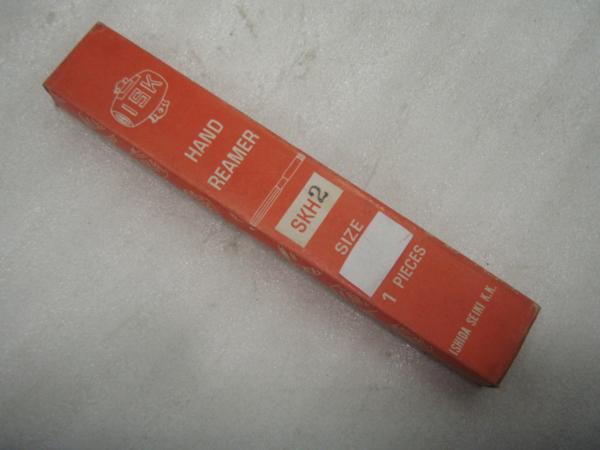 ISK
HAND
REAMER
SKH2
SIZE
1 PIECES
ISHIDA SEIKI K.K.